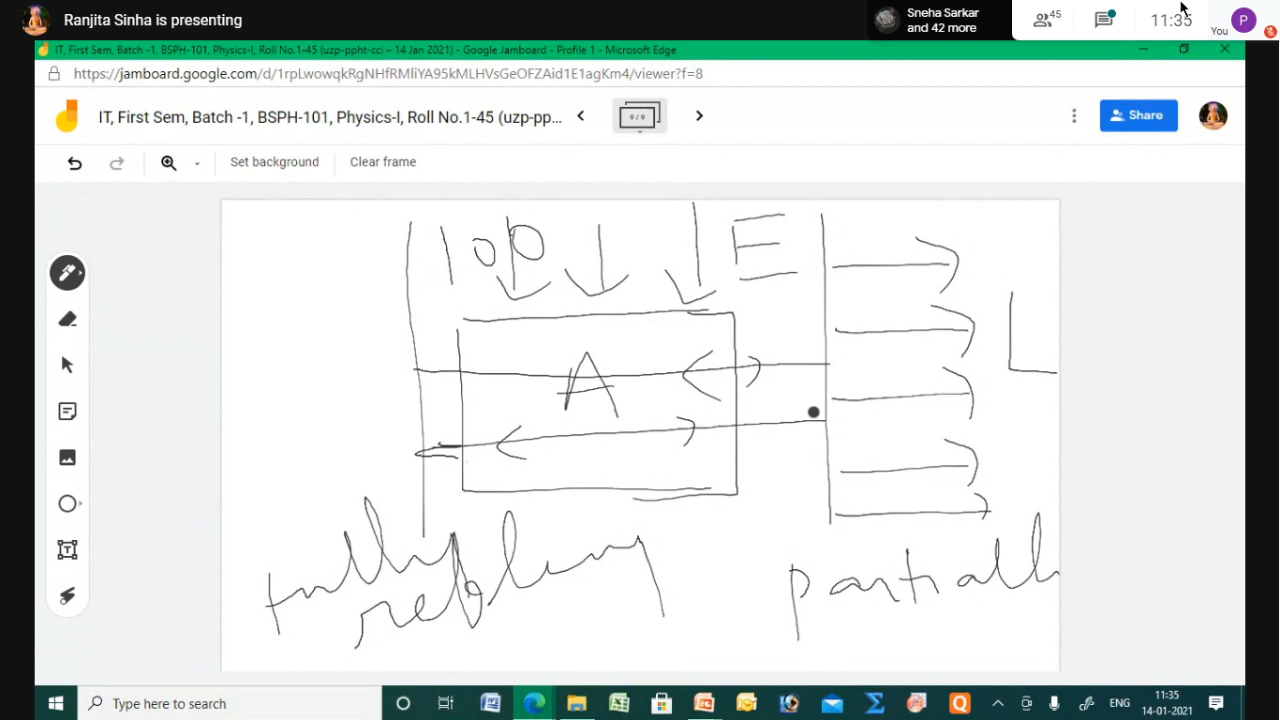 Ranjita Sinha is presenting
Sneha Sarkar
and 42 more
45
11:35
You
P
IT, First Sem, Batch -1, BSPH-101, Physics-I, Roll No.1-45 (uzp-ppht-cci – 14 Jan 2021) - Google Jamboard - Profile 1 - Microsoft Edge
https://jamboard.google.com/d/1rpLwowqkRgNHfRMliYA95kMLHVsGeOFZAid1E1agKm4/viewer?f=8
IT, First Sem, Batch -1, BSPH-101, Physics-I, Roll No.1-45 (uzp-pp...
9 / 9
Share
Set background
Clear frame
E
L
A
fully
partiall
Type here to search
ENG
11:35
14-01-2021